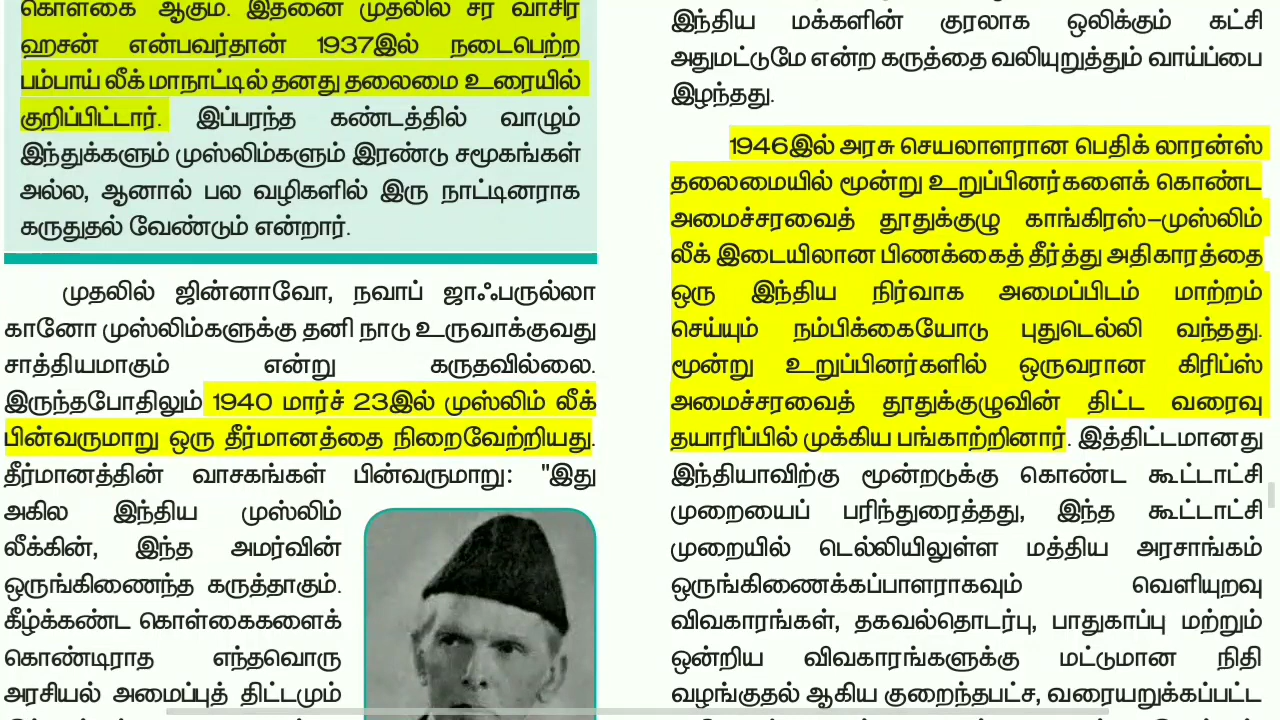 கொள்கை ஆகும். இதனை முதலில் சர் வாசிர்
ஹசன் என்பவர்தான் 1937இல் நடைபெற்ற
பம்பாய் லீக் மாநாட்டில் தனது தலைமை உரையில்
குறிப்பிட்டார். இப்பரந்த கண்டத்தில் வாழும்
இந்துக்களும் முஸ்லிம்களும் இரண்டு சமூகங்கள்
அல்ல, ஆனால் பல வழிகளில் இரு நாட்டினராக
கருதுதல் வேண்டும் என்றார்.
முதலில் ஜின்னாவோ, நவாப் ஜாஃபருல்லா
கானோ முஸ்லிம்களுக்கு தனி நாடு உருவாக்குவது
சாத்தியமாகும் என்று கருதவில்லை.
இருந்தபோதிலும் 1940 மார்ச் 23இல் முஸ்லிம் லீக்
பின்வருமாறு ஒரு தீர்மானத்தை நிறைவேற்றியது.
தீர்மானத்தின் வாசகங்கள் பின்வருமாறு: "இது
அகில இந்திய முஸ்லிம்
லீக்கின், இந்த அமர்வின்
ஒருங்கிணைந்த கருத்தாகும்.
கீழ்க்கண்ட கொள்கைகளைக்
கொண்டிராத எந்தவொரு
அரசியல் அமைப்புத் திட்டமும்
இந்திய மக்களின் குரலாக ஒலிக்கும் கட்சி
அதுமட்டுமே என்ற கருத்தை வலியுறுத்தும் வாய்ப்பை
இழந்தது.
1946இல் அரசு செயலாளரான பெதிக் லாரன்ஸ்
தலைமையில் மூன்று உறுப்பினர்களைக் கொண்ட
அமைச்சரவைத் தூதுக்குழு காங்கிரஸ்–முஸ்லிம்
லீக் இடையிலான பிணக்கைத் தீர்த்து அதிகாரத்தை
ஒரு இந்திய நிர்வாக அமைப்பிடம் மாற்றம்
செய்யும் நம்பிக்கையோடு புதுடெல்லி வந்தது.
மூன்று உறுப்பினர்களில் ஒருவரான கிரிப்ஸ்
அமைச்சரவைத் தூதுக்குழுவின் திட்ட வரைவு
தயாரிப்பில் முக்கிய பங்காற்றினார். இத்திட்டமானது
இந்தியாவிற்கு மூன்றடுக்கு கொண்ட கூட்டாட்சி
முறையைப் பரிந்துரைத்தது, இந்த கூட்டாட்சி
முறையில் டெல்லியிலுள்ள மத்திய அரசாங்கம்
ஒருங்கிணைக்கப்பாளராகவும் வெளியுறவு
விவகாரங்கள், தகவல்தொடர்பு, பாதுகாப்பு மற்றும்
ஒன்றிய விவகாரங்களுக்கு மட்டுமான நிதி
வழங்குதல் ஆகிய குறைந்தபட்ச, வரையறுக்கப்பட்ட